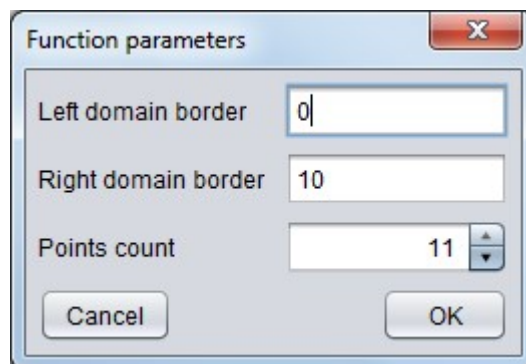 Function parameters
Left domain border 0
Right domain border 10
Points count 11
Cancel OK